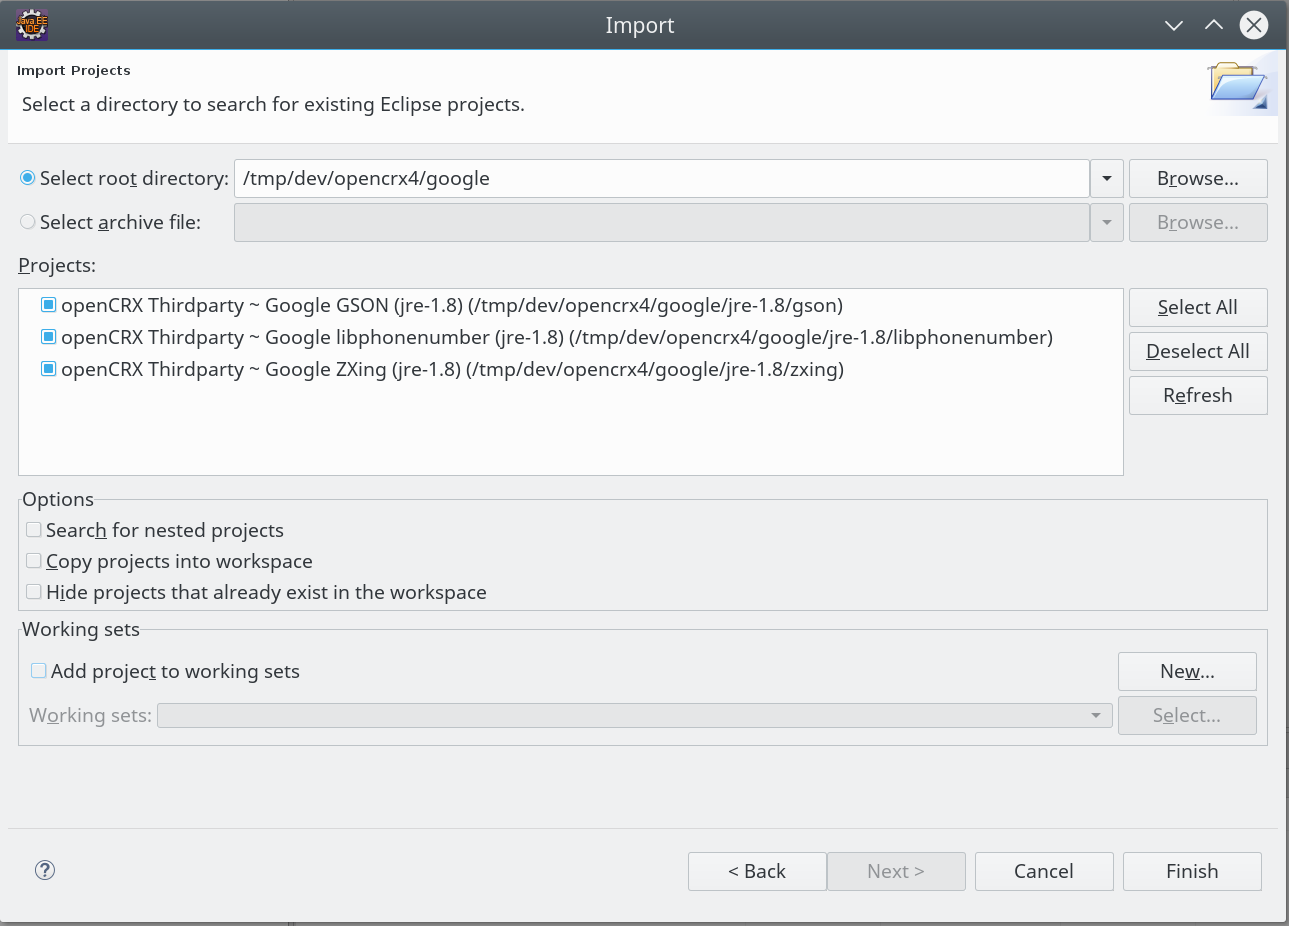 Java EE
IDE
Import
Import Projects
Select a directory to search for existing Eclipse projects.
Select root directory: /tmp/dev/opencrx4/google Browse...
Select archive file: Browse...
Projects:
openCRX Thirdparty ~ Google GSON (jre-1.8) (/tmp/dev/opencrx4/google/jre-1.8/gson) Select All
openCRX Thirdparty ~ Google libphonenumber (jre-1.8) (/tmp/dev/opencrx4/google/jre-1.8/libphonenumber) Deselect All
openCRX Thirdparty ~ Google ZXing (jre-1.8) (/tmp/dev/opencrx4/google/jre-1.8/zxing) Refresh
Options
Search for nested projects
Copy projects into workspace
Hide projects that already exist in the workspace
Working sets
Add project to working sets New...
Working sets: Select...
? < Back Next > Cancel Finish